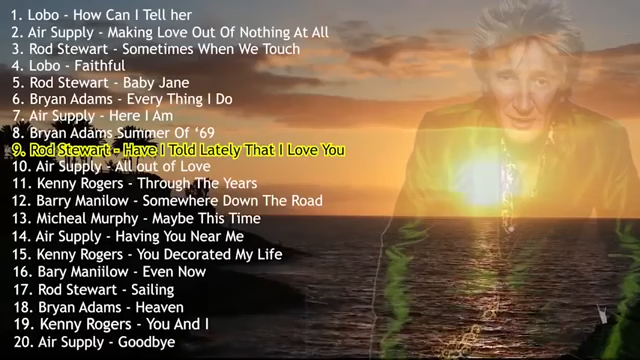 1. Lobo - How Can I Tell her
2. Air Supply - Making Love Out Of Nothing At All
3. Rod Stewart - Sometimes When We Touch
4. Lobo - Faithful
5. Rod Stewart - Baby Jane
6. Bryan Adams - Every Thing I Do
7. Air Supply - Here I Am
8. Bryan Adams Summer Of ‘69
9. Rod Stewart - Have I Told Lately That I Love You
10. Air Supply - All out of Love
11. Kenny Rogers - Through The Years
12. Barry Manilow - Somewhere Down The Road
13. Micheal Murphy - Maybe This Time
14. Air Supply - Having You Near Me
15. Kenny Rogers - You Decorated My Life
16. Bary Maniilow - Even Now
17. Rod Stewart - Sailing
18. Bryan Adams - Heaven
19. Kenny Rogers - You And I
20. Air Supply - Goodbye